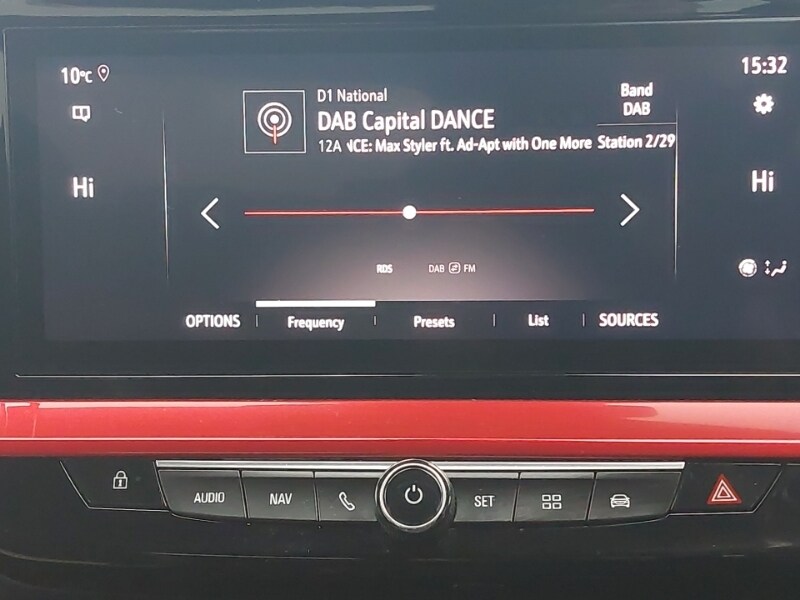 10°C
15:32
D1 National
Band
DAB
DAB Capital DANCE
12A
NCE: Max Styler ft. Ad-Apt with One More
Station 2/29
Hi
Hi
RDS
DAB
FM
OPTIONS
Frequency
Presets
List
SOURCES
AUDIO
NAV
SET